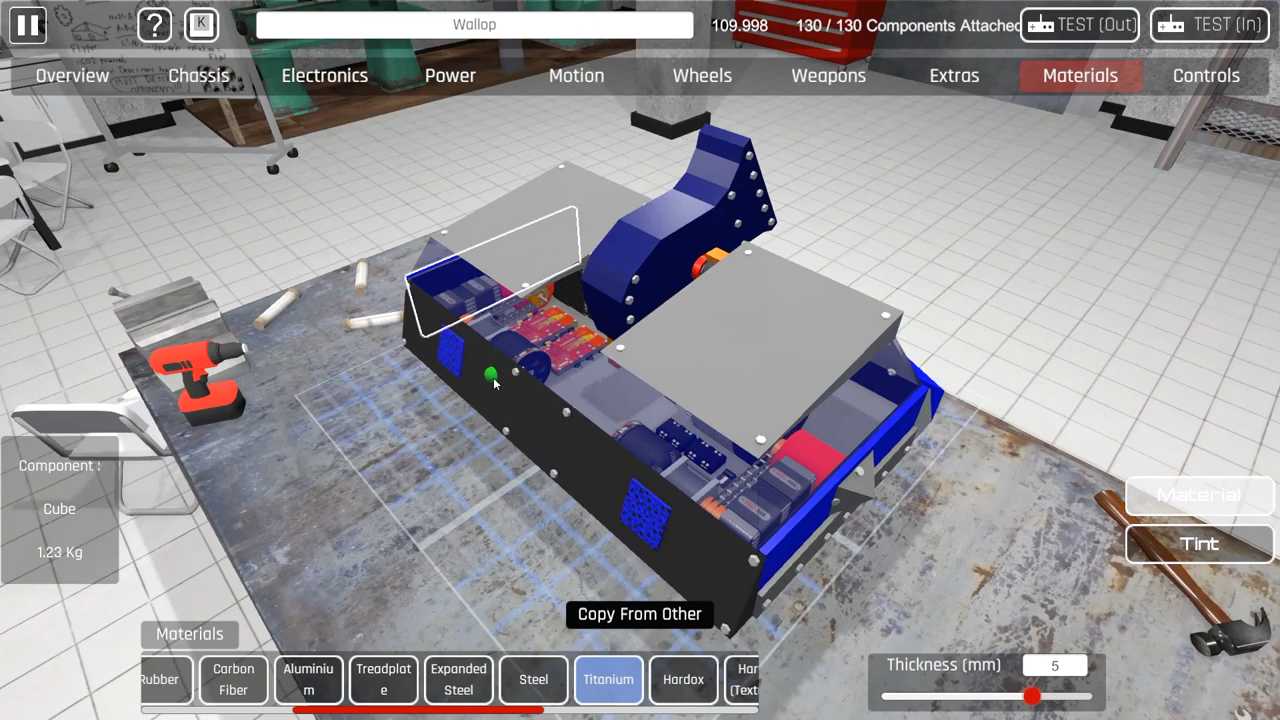 K
Wallop
109.998
130 / 130 Components Attached
TEST (Out)
TEST (In)
Overview
Chassis
Electronics
Power
Motion
Wheels
Weapons
Extras
Materials
Controls
Component :
Cube
1.23 Kg
Material
Tint
Copy From Other
Materials
Rubber
Carbon
Fiber
Aluminiu
m
Treadplat
e
Expanded
Steel
Steel
Titanium
Hardox
Har
(Text
Thickness (mm)
5